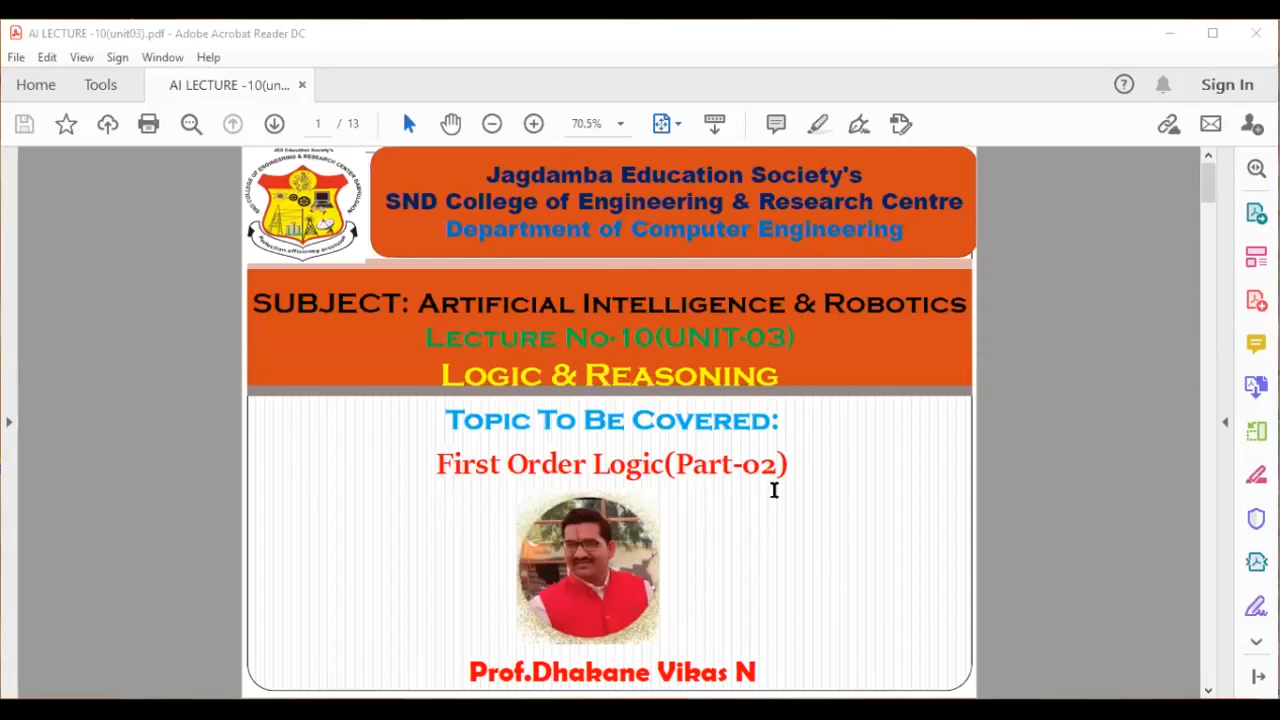 AI LECTURE -10(unit03).pdf - Adobe Acrobat Reader DC
File Edit View Sign Window Help
Home Tools AI LECTURE -10(un... × Sign In
1 / 13 70.5%
Jagdamba Education Society's
SND College of Engineering & Research Centre
Department of Computer Engineering
SUBJECT: Artificial Intelligence & Robotics
Lecture No-10(UNIT-03)
Logic & Reasoning
Topic To Be Covered:
First Order Logic(Part-02)
Prof.Dhakane Vikas N